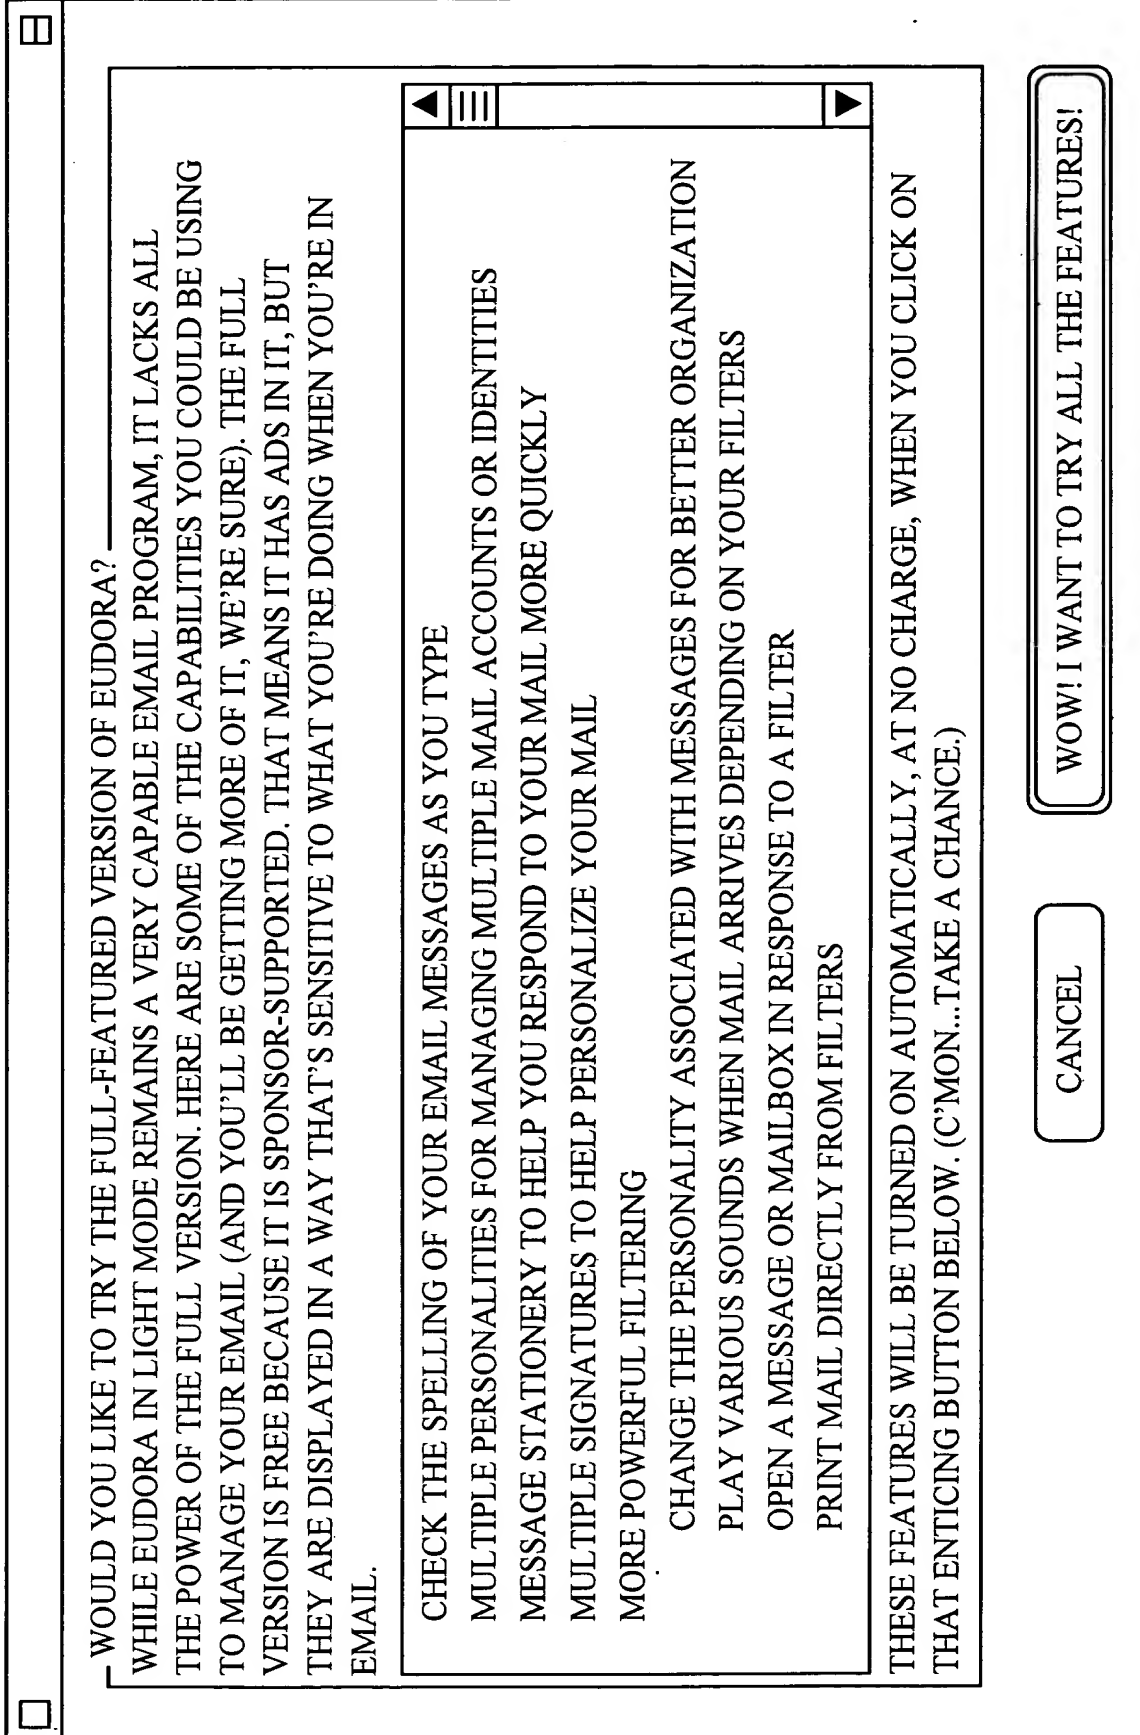 WOULD YOU LIKE TO TRY THE FULL-FEATURED VERSION OF EUDORA?
WHILE EUDORA IN LIGHT MODE REMAINS A VERY CAPABLE EMAIL PROGRAM, IT LACKS ALL
THE POWER OF THE FULL VERSION. HERE ARE SOME OF THE CAPABILITIES YOU COULD BE USING
TO MANAGE YOUR EMAIL (AND YOU'LL BE GETTING MORE OF IT, WE'RE SURE). THE FULL
VERSION IS FREE BECAUSE IT IS SPONSOR-SUPPORTED. THAT MEANS IT HAS ADS IN IT, BUT
THEY ARE DISPLAYED IN A WAY THAT'S SENSITIVE TO WHAT YOU'RE DOING WHEN YOU'RE IN
EMAIL.
CHECK THE SPELLING OF YOUR EMAIL MESSAGES AS YOU TYPE
MULTIPLE PERSONALITIES FOR MANAGING MULTIPLE MAIL ACCOUNTS OR IDENTITIES
MESSAGE STATIONERY TO HELP YOU RESPOND TO YOUR MAIL MORE QUICKLY
MULTIPLE SIGNATURES TO HELP PERSONALIZE YOUR MAIL
MORE POWERFUL FILTERING
CHANGE THE PERSONALITY ASSOCIATED WITH MESSAGES FOR BETTER ORGANIZATION
PLAY VARIOUS SOUNDS WHEN MAIL ARRIVES DEPENDING ON YOUR FILTERS
OPEN A MESSAGE OR MAILBOX IN RESPONSE TO A FILTER
PRINT MAIL DIRECTLY FROM FILTERS
THESE FEATURES WILL BE TURNED ON AUTOMATICALLY, AT NO CHARGE, WHEN YOU CLICK ON
THAT ENTICING BUTTON BELOW. (C'MON...TAKE A CHANCE.)
CANCEL
WOW! I WANT TO TRY ALL THE FEATURES!